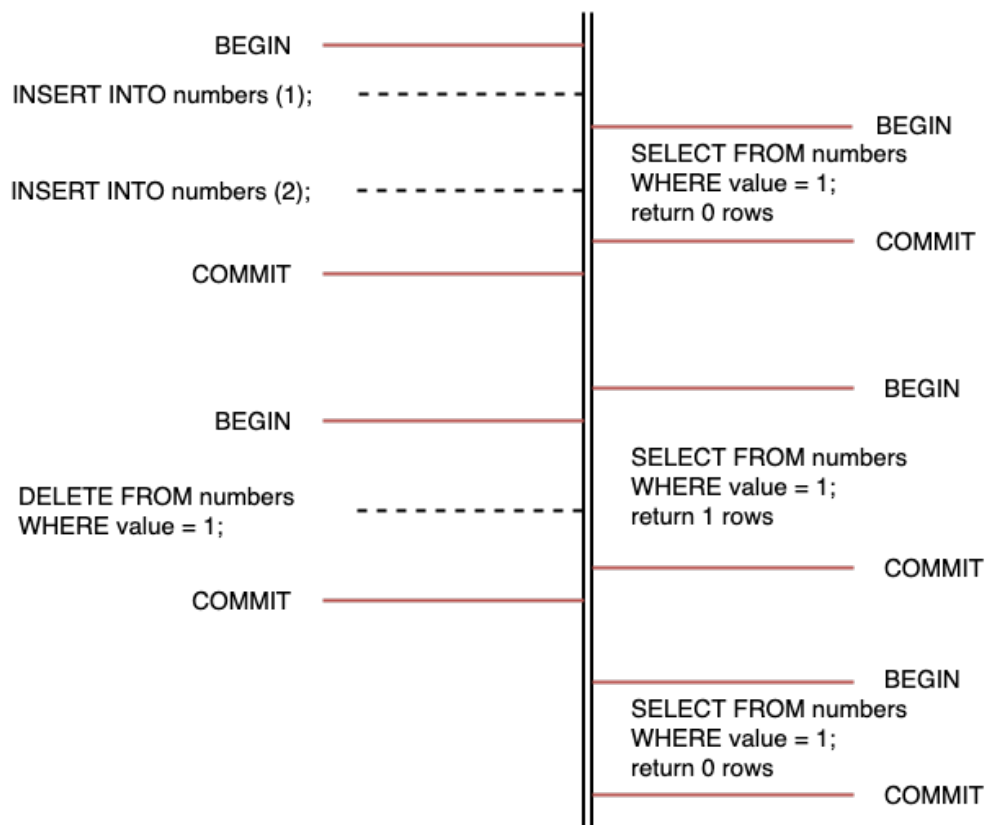 BEGIN
INSERT INTO numbers (1);
INSERT INTO numbers (2);
COMMIT
BEGIN
DELETE FROM numbers
WHERE value = 1;
COMMIT
BEGIN
SELECT FROM numbers
WHERE value = 1;
return 0 rows
COMMIT
BEGIN
SELECT FROM numbers
WHERE value = 1;
return 1 rows
COMMIT
BEGIN
SELECT FROM numbers
WHERE value = 1;
return 0 rows
COMMIT